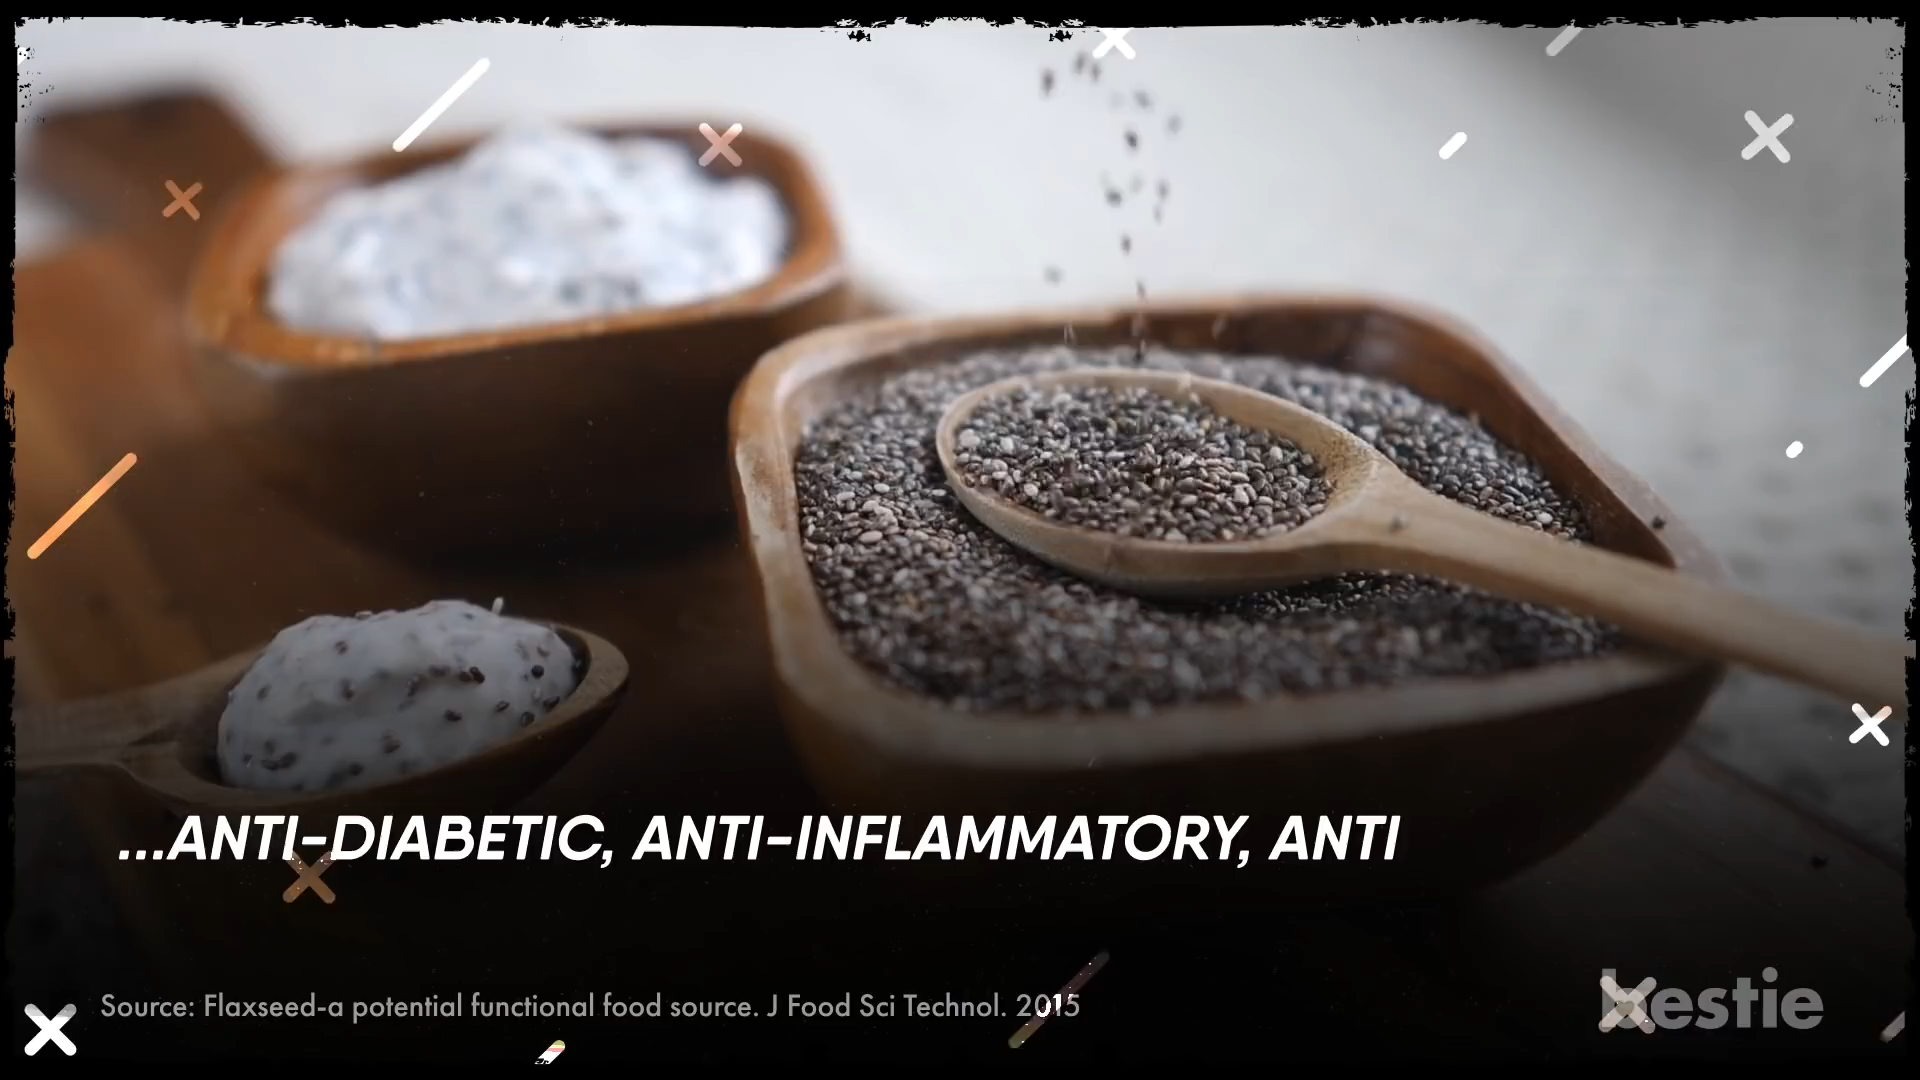 ...ANTI-DIABETIC, ANTI-INFLAMMATORY, ANTI
Source: Flaxseed-a potential functional food source. J Food Sci Technol. 2015
bestie